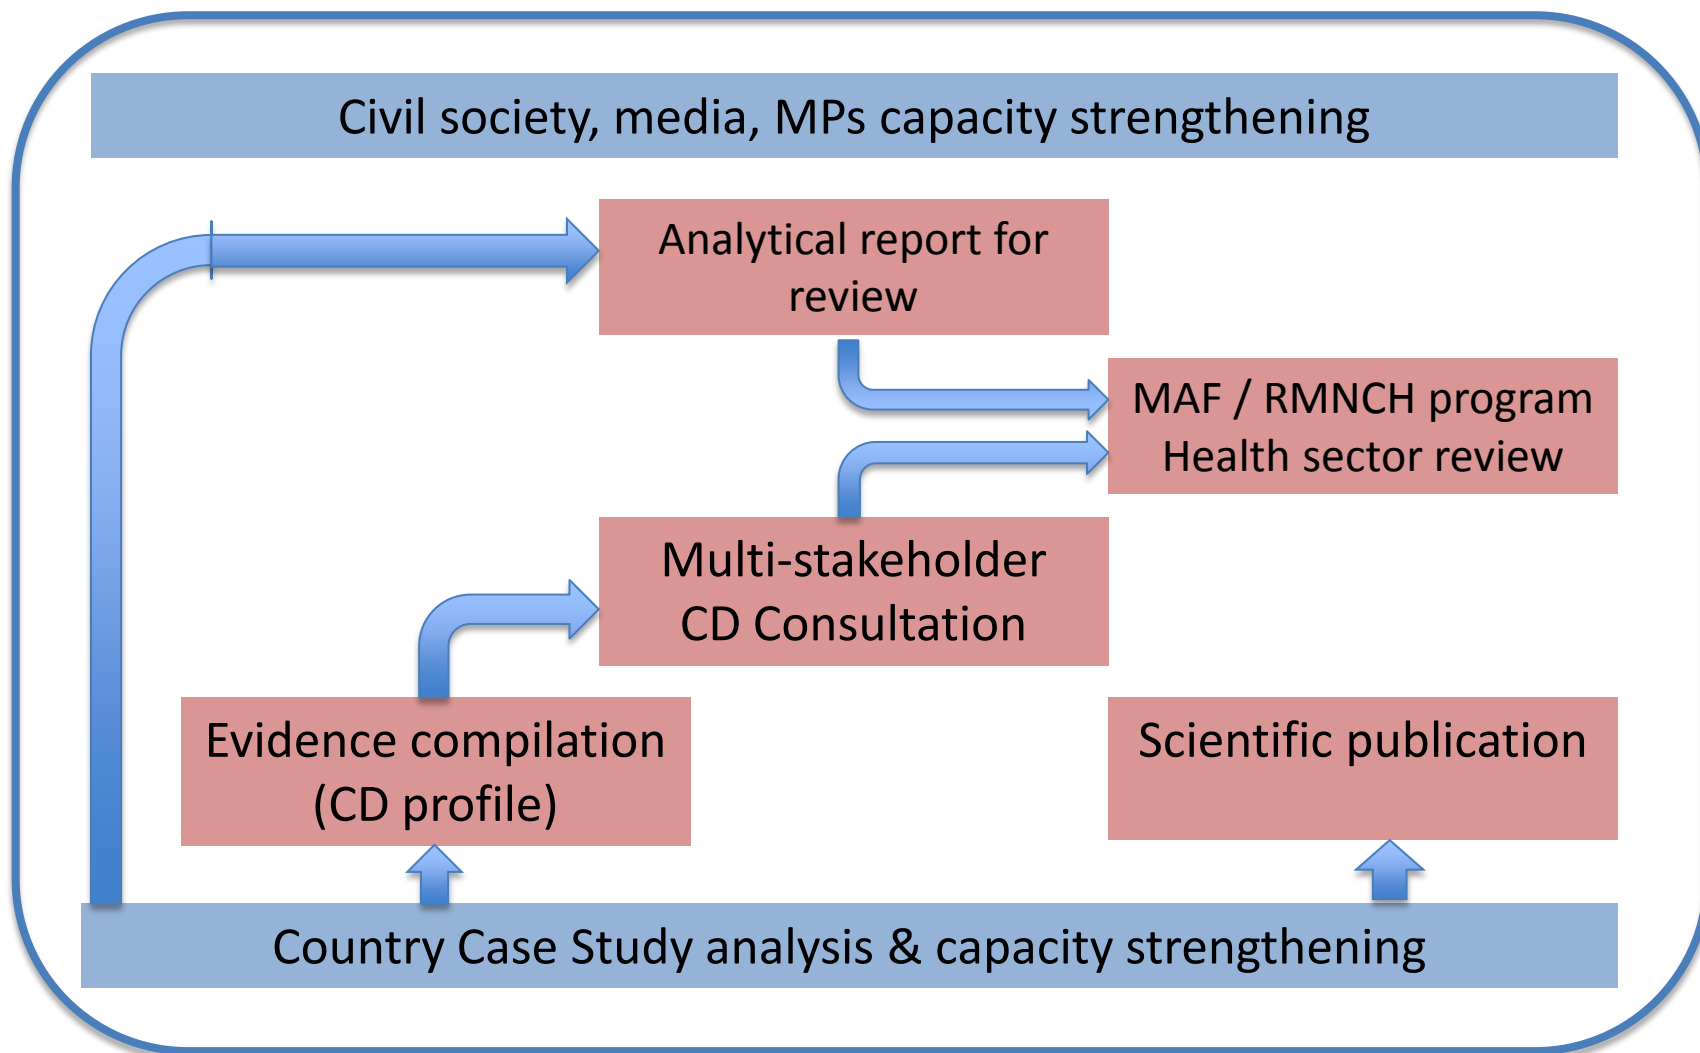 Civil society, media, MPs capacity strengthening
Analytical report for
review
MAF / RMNCH program
Health sector review
Multi-stakeholder
CD Consultation
Evidence compilation
(CD profile)
Scientific publication
Country Case Study analysis & capacity strengthening